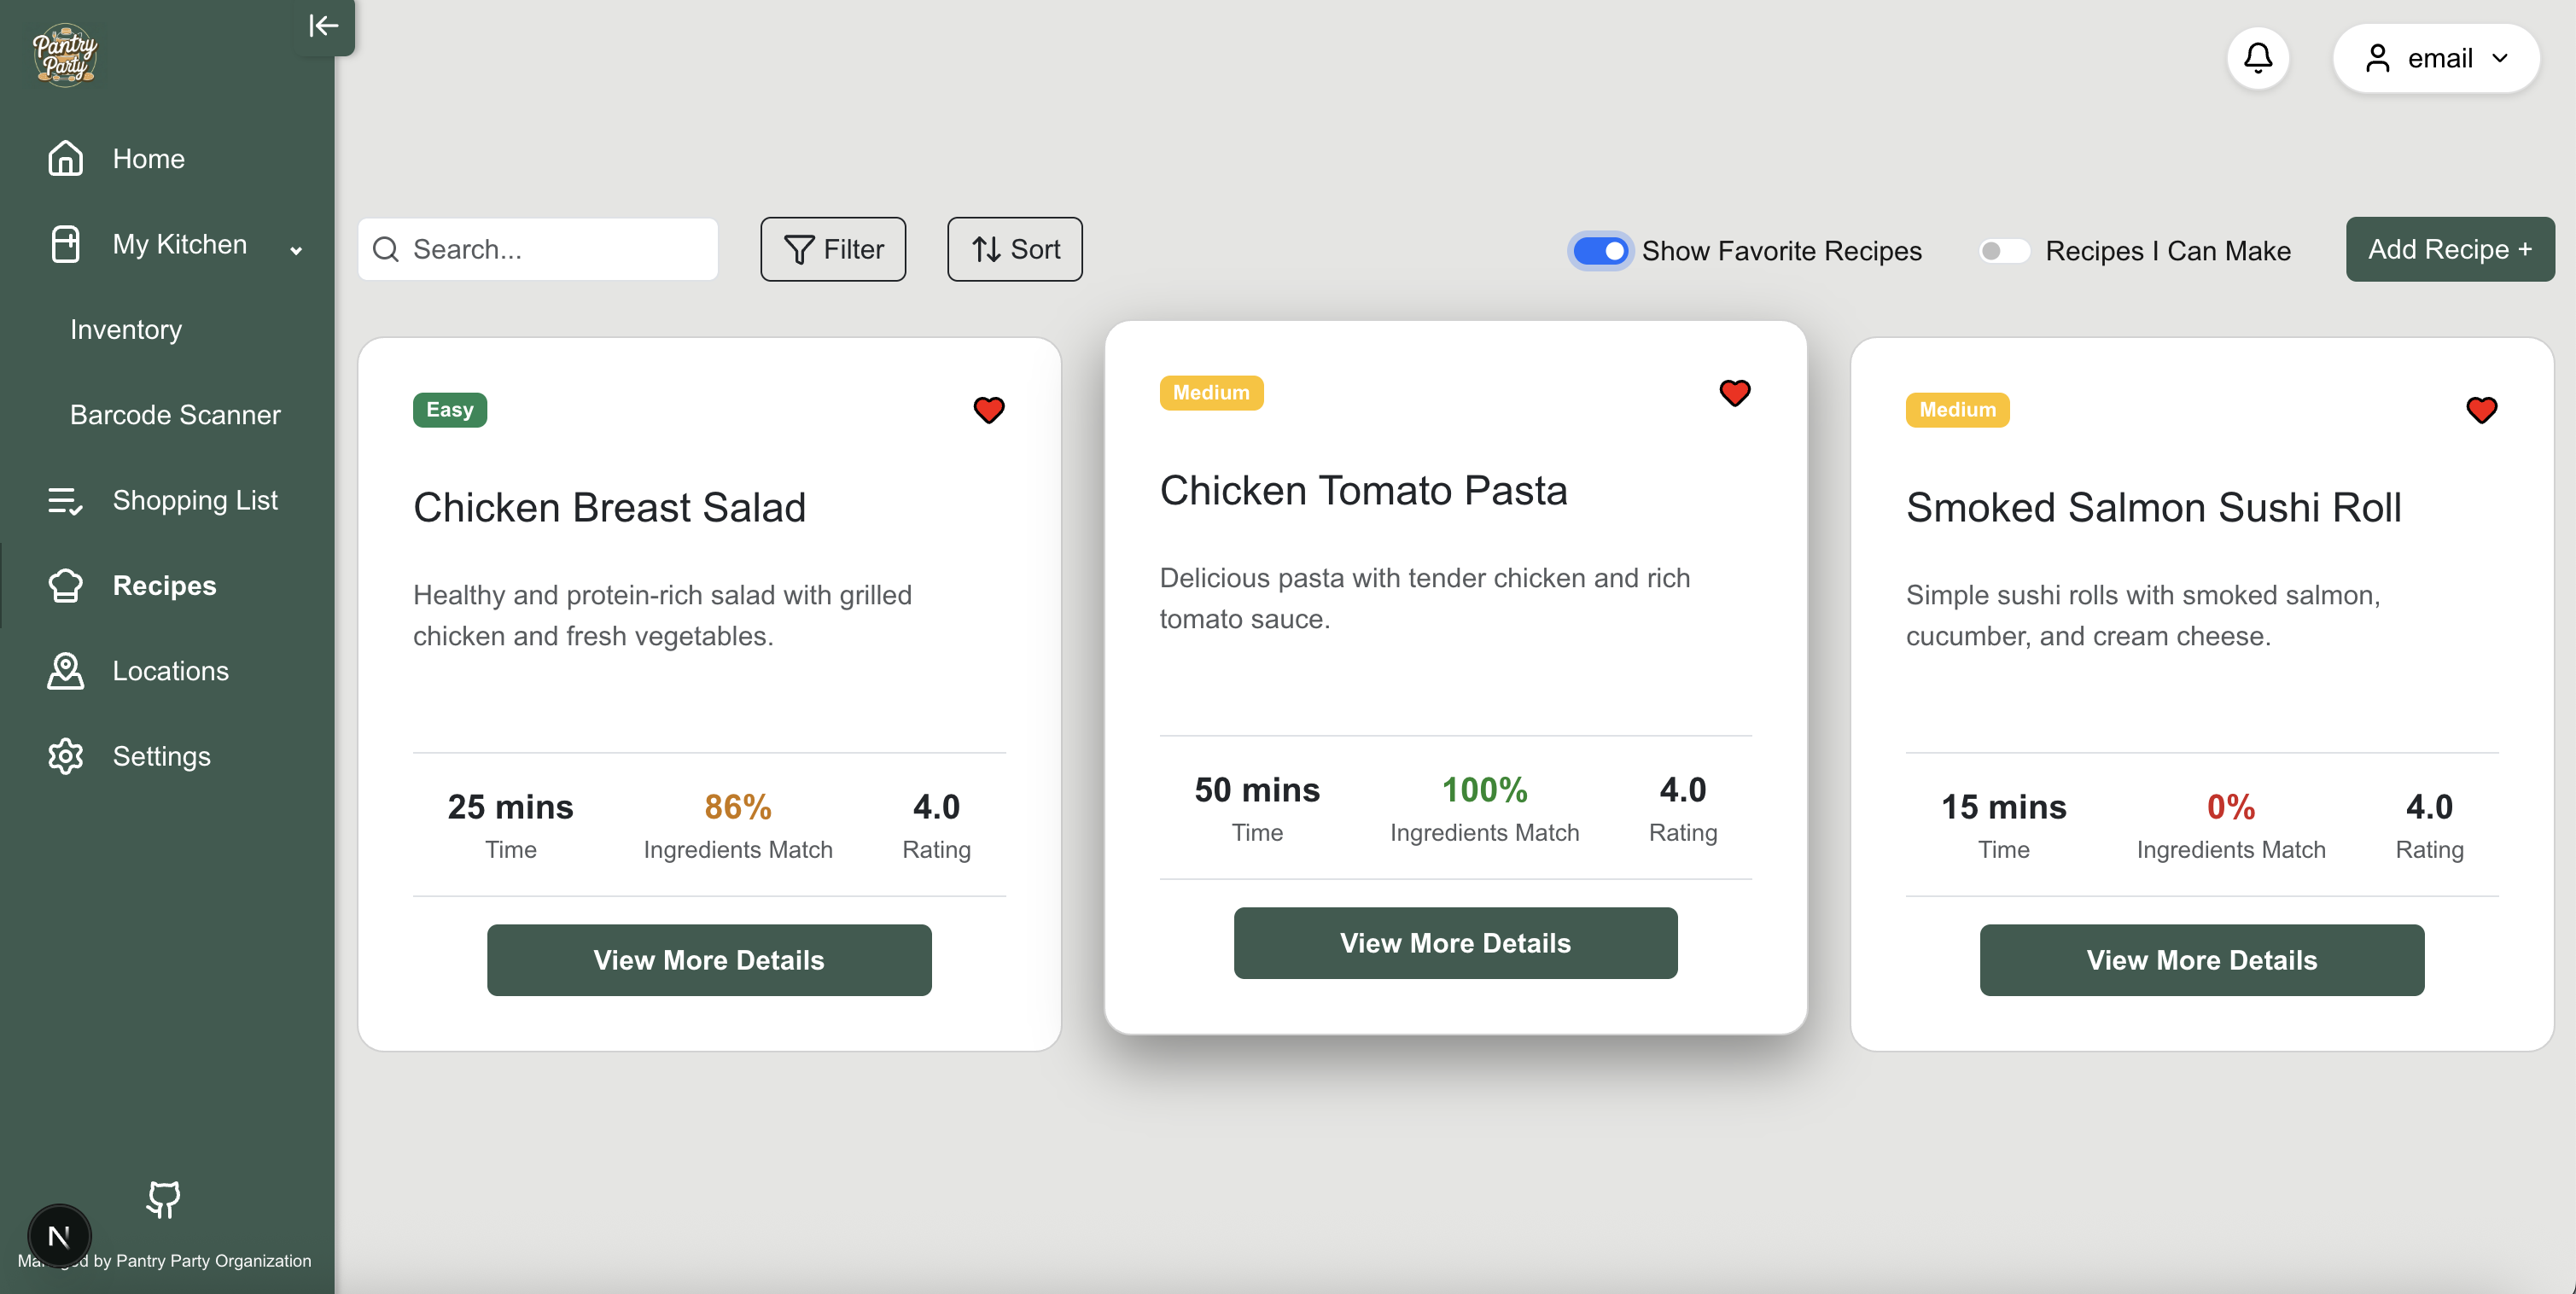 Pantry
Party
Home
My Kitchen
Inventory
Barcode Scanner
Shopping List
Recipes
Locations
Settings
N
by Pantry Party Organization
email
Search...
Filter
Sort
Show Favorite Recipes
Recipes I Can Make
Add Recipe +
Easy
Chicken Breast Salad
Healthy and protein-rich salad with grilled
chicken and fresh vegetables.
25 mins
Time
86%
Ingredients Match
4.0
Rating
View More Details
Medium
Chicken Tomato Pasta
Delicious pasta with tender chicken and rich
tomato sauce.
50 mins
Time
100%
Ingredients Match
4.0
Rating
View More Details
Medium
Smoked Salmon Sushi Roll
Simple sushi rolls with smoked salmon,
cucumber, and cream cheese.
15 mins
Time
0%
Ingredients Match
4.0
Rating
View More Details